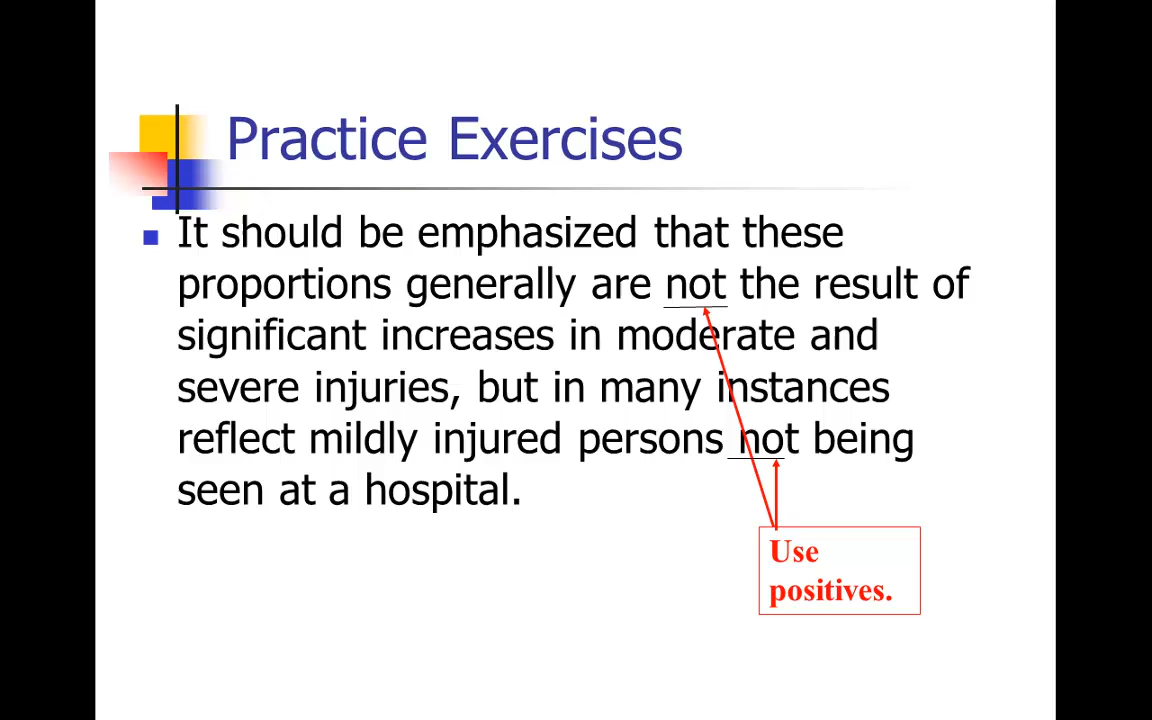 Practice Exercises
It should be emphasized that these
proportions generally are not the result of
significant increases in moderate and
severe injuries, but in many instances
reflect mildly injured persons not being
seen at a hospital.
Use
positives.